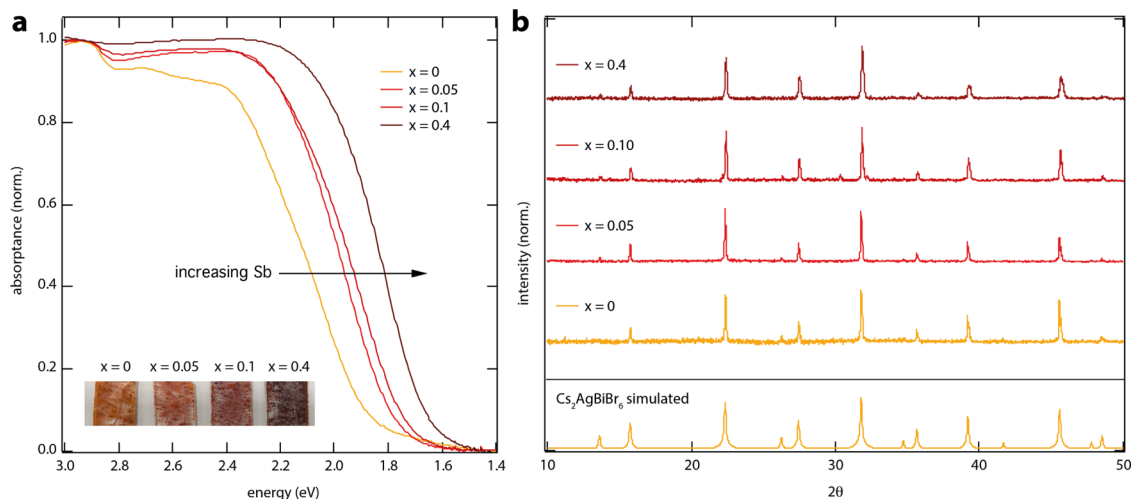 a
absorptance (norm.)
1.0
0.8
0.6
0.4
0.2
0.0
x = 0
x = 0.05
x = 0.1
x = 0.4
increasing Sb
x = 0 x = 0.05 x = 0.1 x = 0.4
3.0 2.8 2.6 2.4 2.2 2.0 1.8 1.6 1.4
energy (eV)
b
intensity (norm.)
x = 0.4
x = 0.10
x = 0.05
x = 0
Cs₂AgBiBr₆ simulated
10 20 30 40 50
2θ